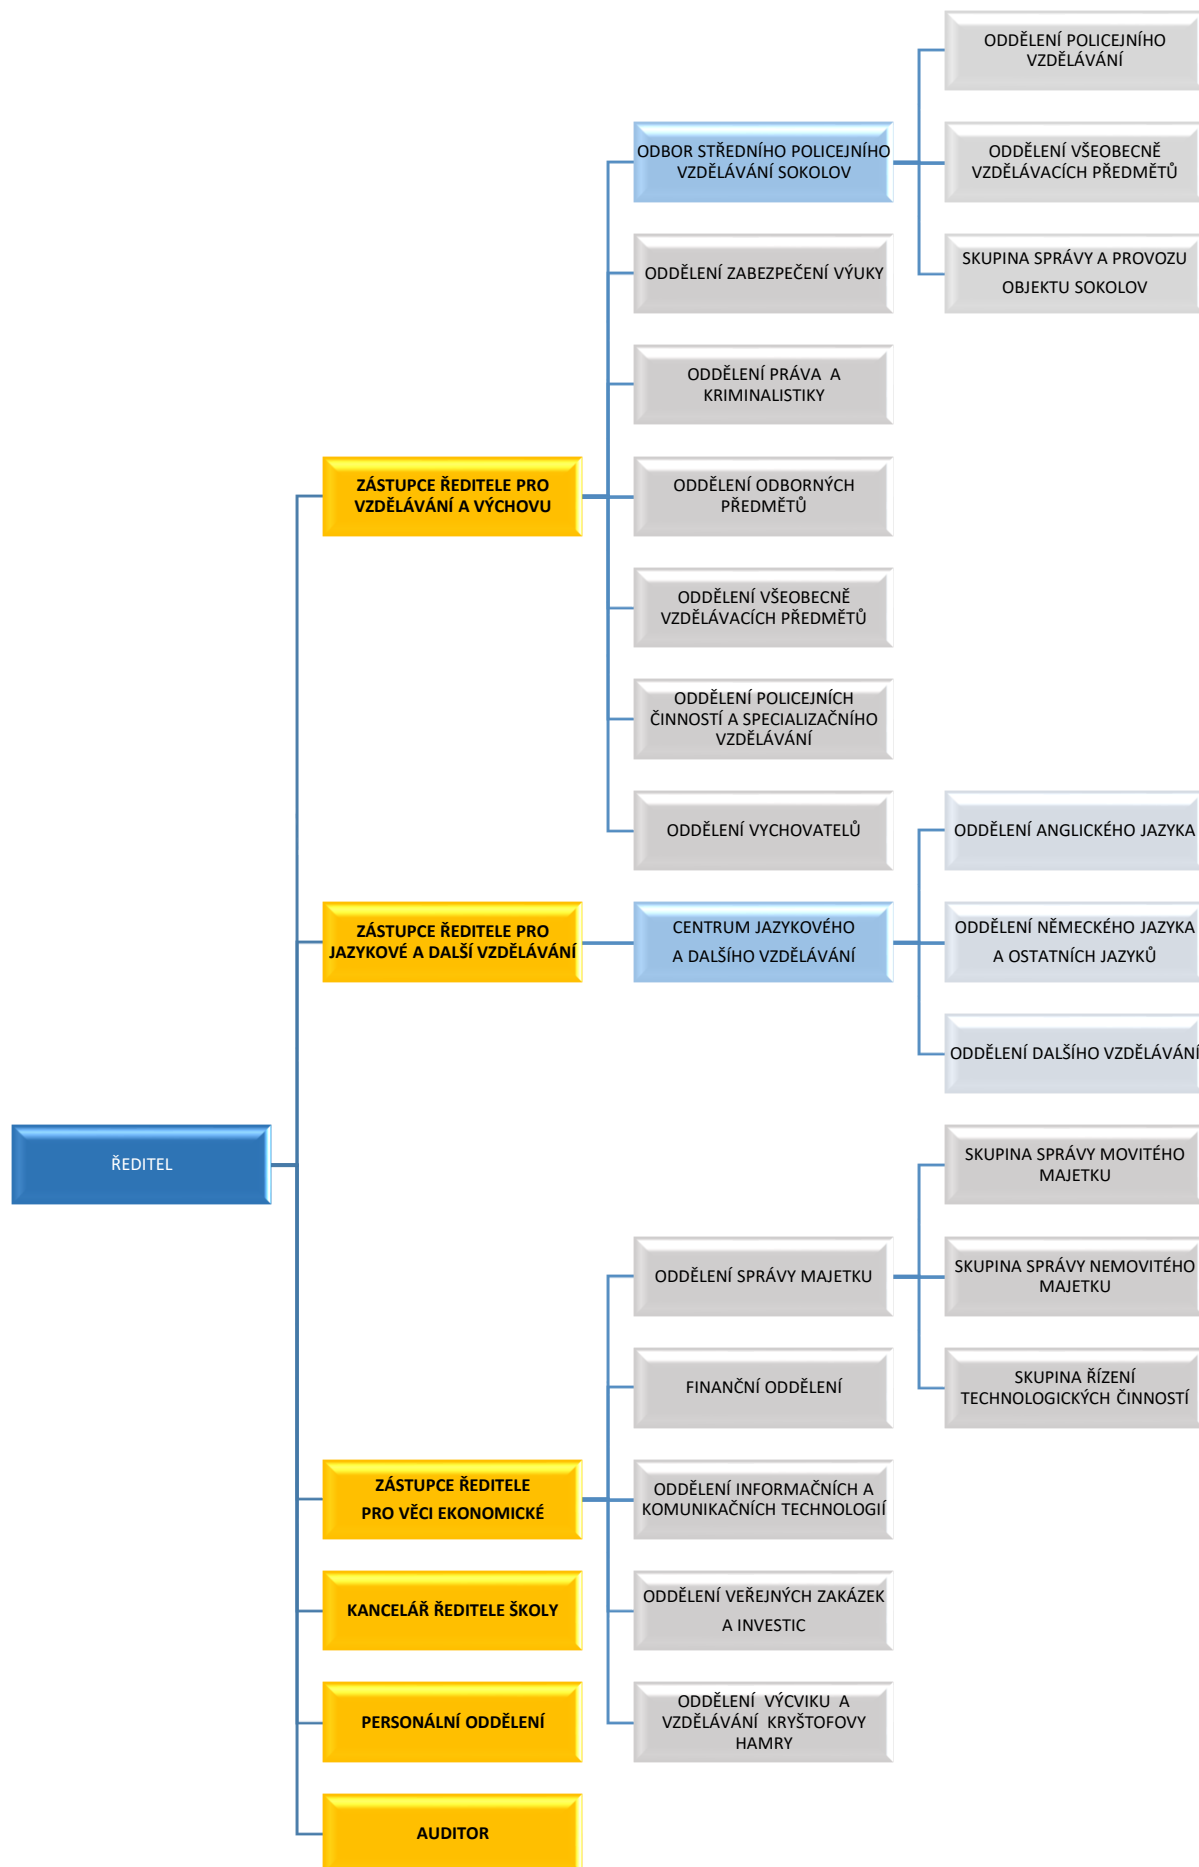 ODDĚLENÍ POLICEJNÍHO
VZDĚLÁVÁNÍ
ODBOR STŘEDNÍHO POLICEJNÍHO
VZDĚLÁVÁNÍ SOKOLOV
ODDĚLENÍ VŠEOBECNĚ
VZDĚLÁVACÍCH PŘEDMĚTŮ
SKUPINA SPRÁVY A PROVOZU
OBJEKTU SOKOLOV
ODDĚLENÍ ZABEZPEČENÍ VÝUKY
ODDĚLENÍ PRÁVA A
KRIMINALISTIKY
ZÁSTUPCE ŘEDITELE PRO
VZDĚLÁVÁNÍ A VÝCHOVU
ODDĚLENÍ ODBORNÝCH
PŘEDMĚTŮ
ODDĚLENÍ VŠEOBECNĚ
VZDĚLÁVACÍCH PŘEDMĚTŮ
ODDĚLENÍ POLICEJNÍCH
ČINNOSTÍ A SPECIALIZAČNÍHO
VZDĚLÁVÁNÍ
ODDĚLENÍ VYCHOVATELŮ
ODDĚLENÍ ANGLICKÉHO JAZYKA
ZÁSTUPCE ŘEDITELE PRO
JAZYKOVÉ A DALŠÍ VZDĚLÁVÁNÍ
CENTRUM JAZYKOVÉHO
A DALŠÍHO VZDĚLÁVÁNÍ
ODDĚLENÍ NĚMECKÉHO JAZYKA
A OSTATNÍCH JAZYKŮ
ODDĚLENÍ DALŠÍHO VZDĚLÁVÁNÍ
ŘEDITEL
SKUPINA SPRÁVY MOVITÉHO
MAJETKU
ODDĚLENÍ SPRÁVY MAJETKU
SKUPINA SPRÁVY NEMOVITÉHO
MAJETKU
FINANČNÍ ODDĚLENÍ
SKUPINA ŘÍZENÍ
TECHNOLOGICKÝCH ČINNOSTÍ
ZÁSTUPCE ŘEDITELE
PRO VĚCI EKONOMICKÉ
ODDĚLENÍ INFORMAČNÍCH A
KOMUNIKAČNÍCH TECHNOLOGIÍ
KANCELÁŘ ŘEDITELE ŠKOLY
ODDĚLENÍ VEŘEJNÝCH ZAKÁZEK
A INVESTIC
PERSONÁLNÍ ODDĚLENÍ
ODDĚLENÍ VÝCVIKU A
VZDĚLÁVÁNÍ KRYŠTOFOVY
HAMRY
AUDITOR